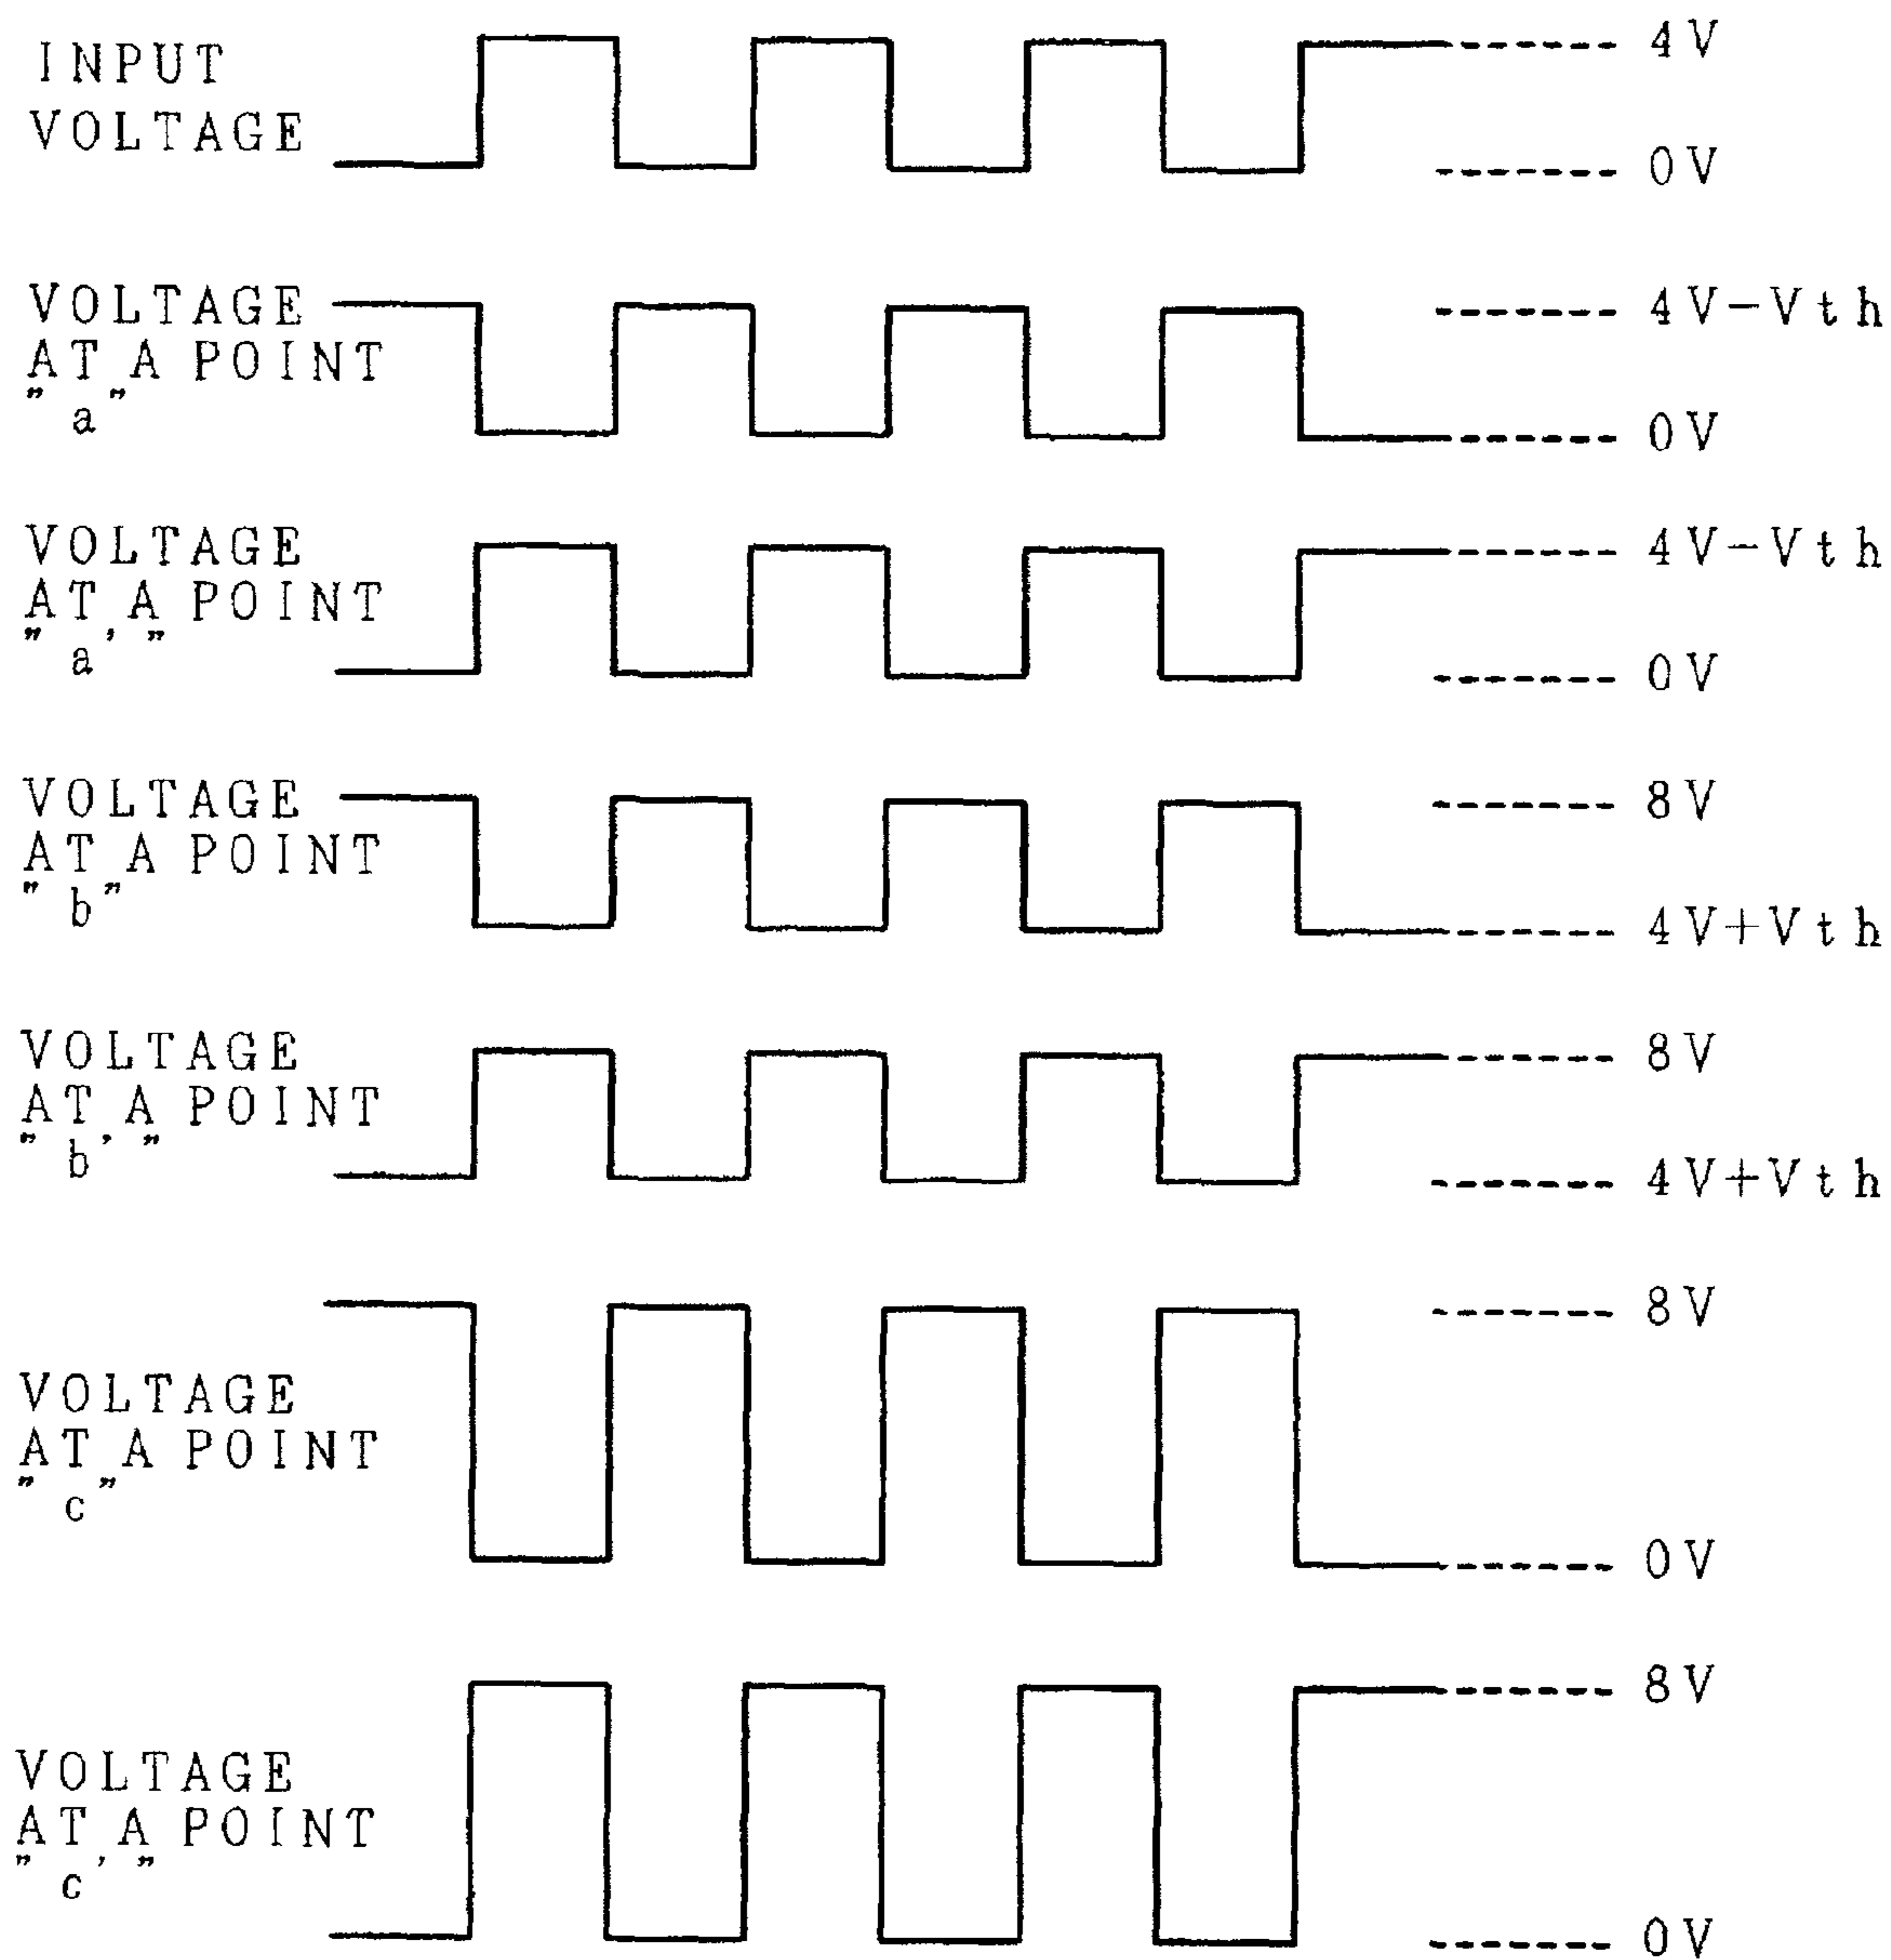 INPUT
VOLTAGE
4V
0V
VOLTAGE
AT A POINT
"a"
4V-Vth
0V
VOLTAGE
AT A POINT
"a'"
4V-Vth
0V
VOLTAGE
AT A POINT
"b"
8V
4V+Vth
VOLTAGE
AT A POINT
"b'"
8V
4V+Vth
VOLTAGE
AT A POINT
"c"
8V
0V
VOLTAGE
AT A POINT
"c'"
8V
0V